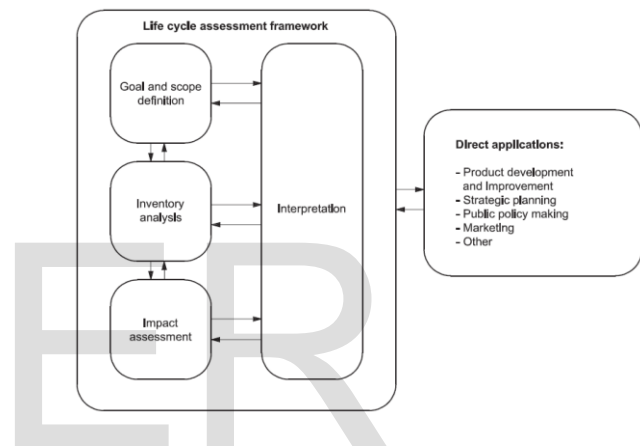 Life cycle assessment framework
Goal and scope
definition
Inventory
analysis
Impact
assessment
Interpretation
Direct applications:
- Product development
and Improvement
- Strategic planning
- Public policy making
- Marketing
- Other
ER